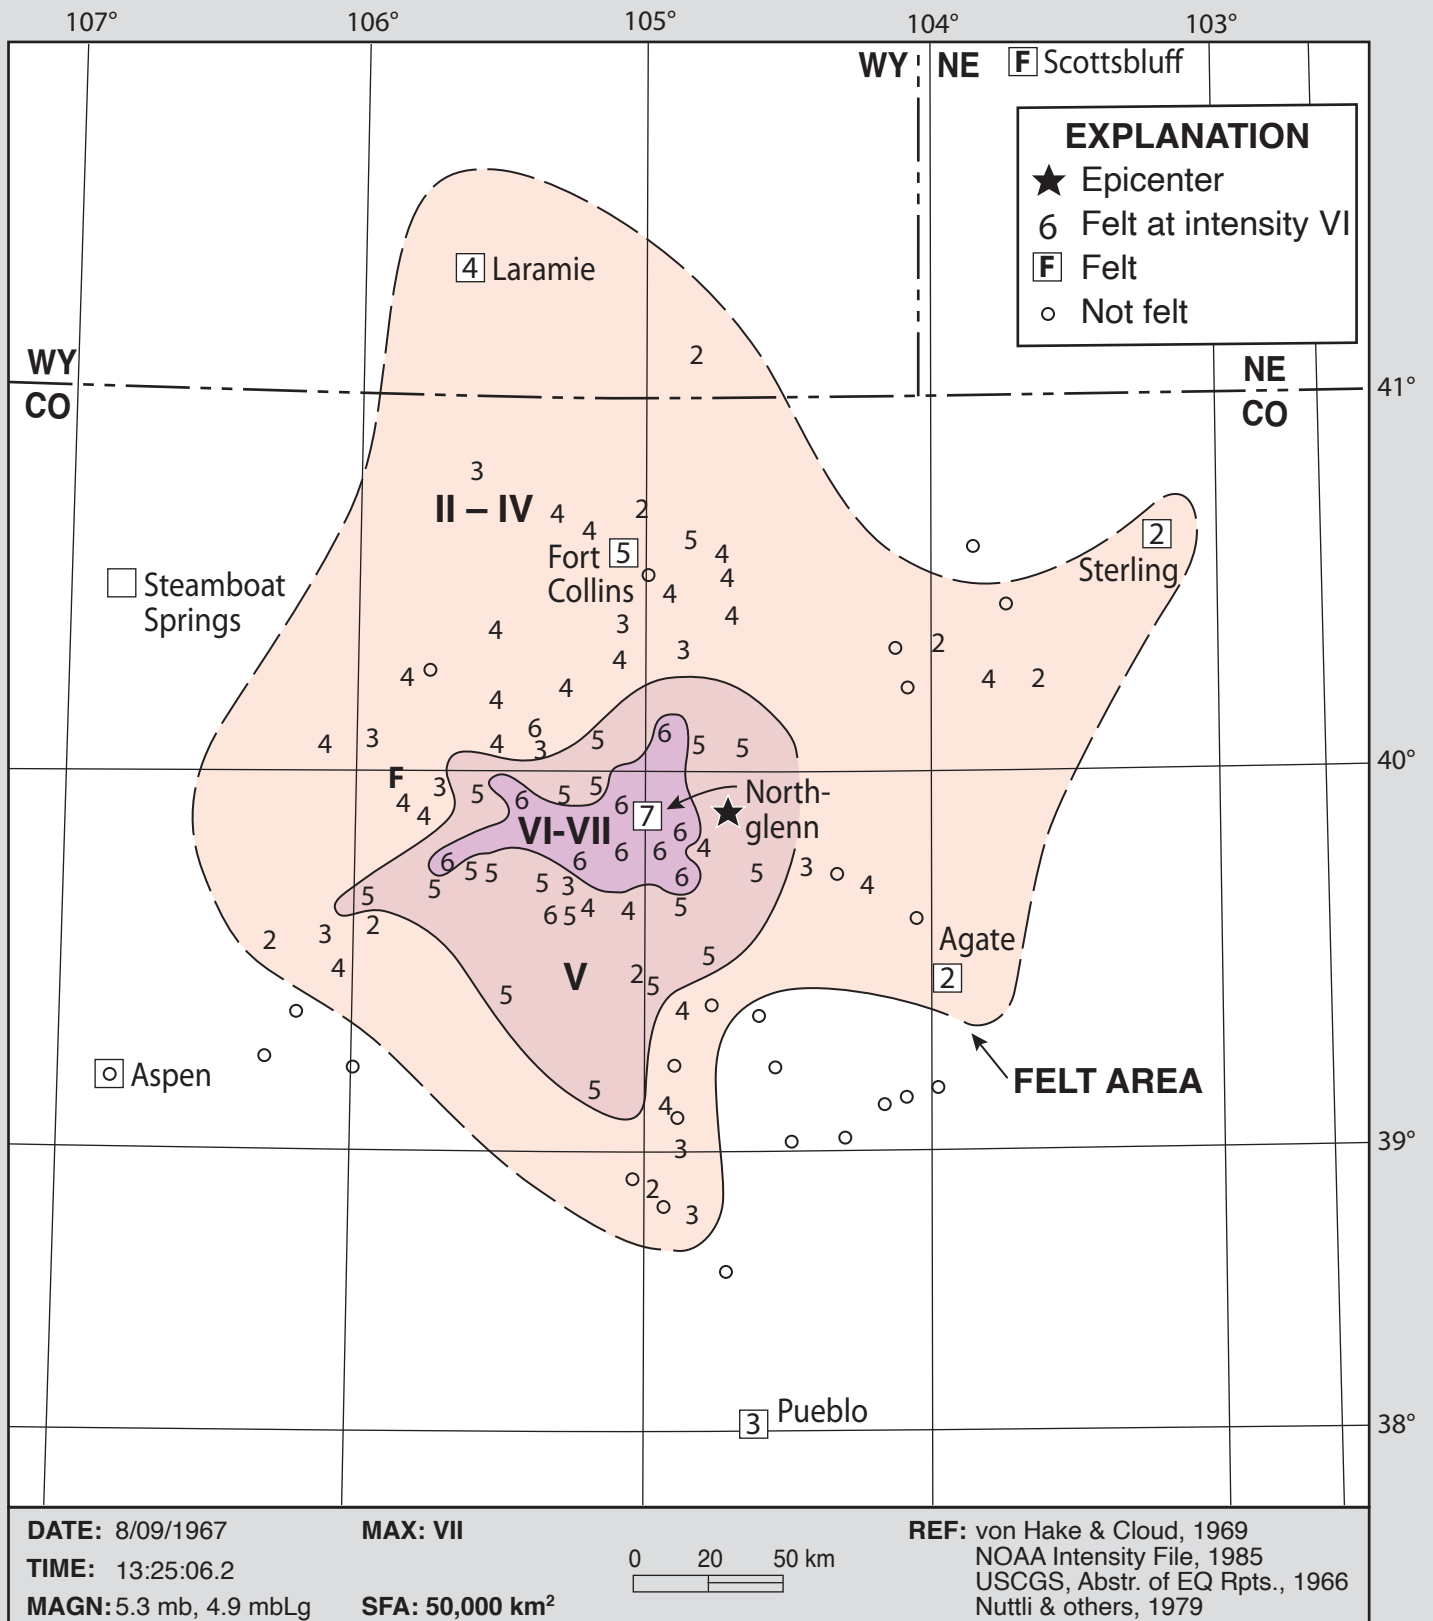 107° 106° 105° 104° 103°
WY NE F Scottsbluff
EXPLANATION
Epicenter
6 Felt at intensity VI
F Felt
Not felt
4 Laramie
2
WY
CO
NE
CO
41°
3
II – IV
4
2
4
Fort 5
Collins
5
4
4
4
4
2
Sterling
Steamboat
Springs
4
3
4
3
2
4
4
4
4
2
4
3
6
4
3
5
6
5
5
40°
F
3
4
4
5
6
5
5
6
7
North-
glenn
VI-VII
6
4
6
5
5
6
6
6
5
3
6
5
3
4
5
5
2
6
5
4
4
5
2
3
4
Agate
2
V
5
2
5
5
4
Aspen
5
4
FELT AREA
39°
3
2
3
Pueblo
3
38°
DATE: 8/09/1967
TIME: 13:25:06.2
MAGN: 5.3 mb, 4.9 mbLg
MAX: VII
SFA: 50,000 km²
0 20 50 km
REF: von Hake & Cloud, 1969
NOAA Intensity File, 1985
USCGS, Abstr. of EQ Rpts., 1966
Nuttli & others, 1979